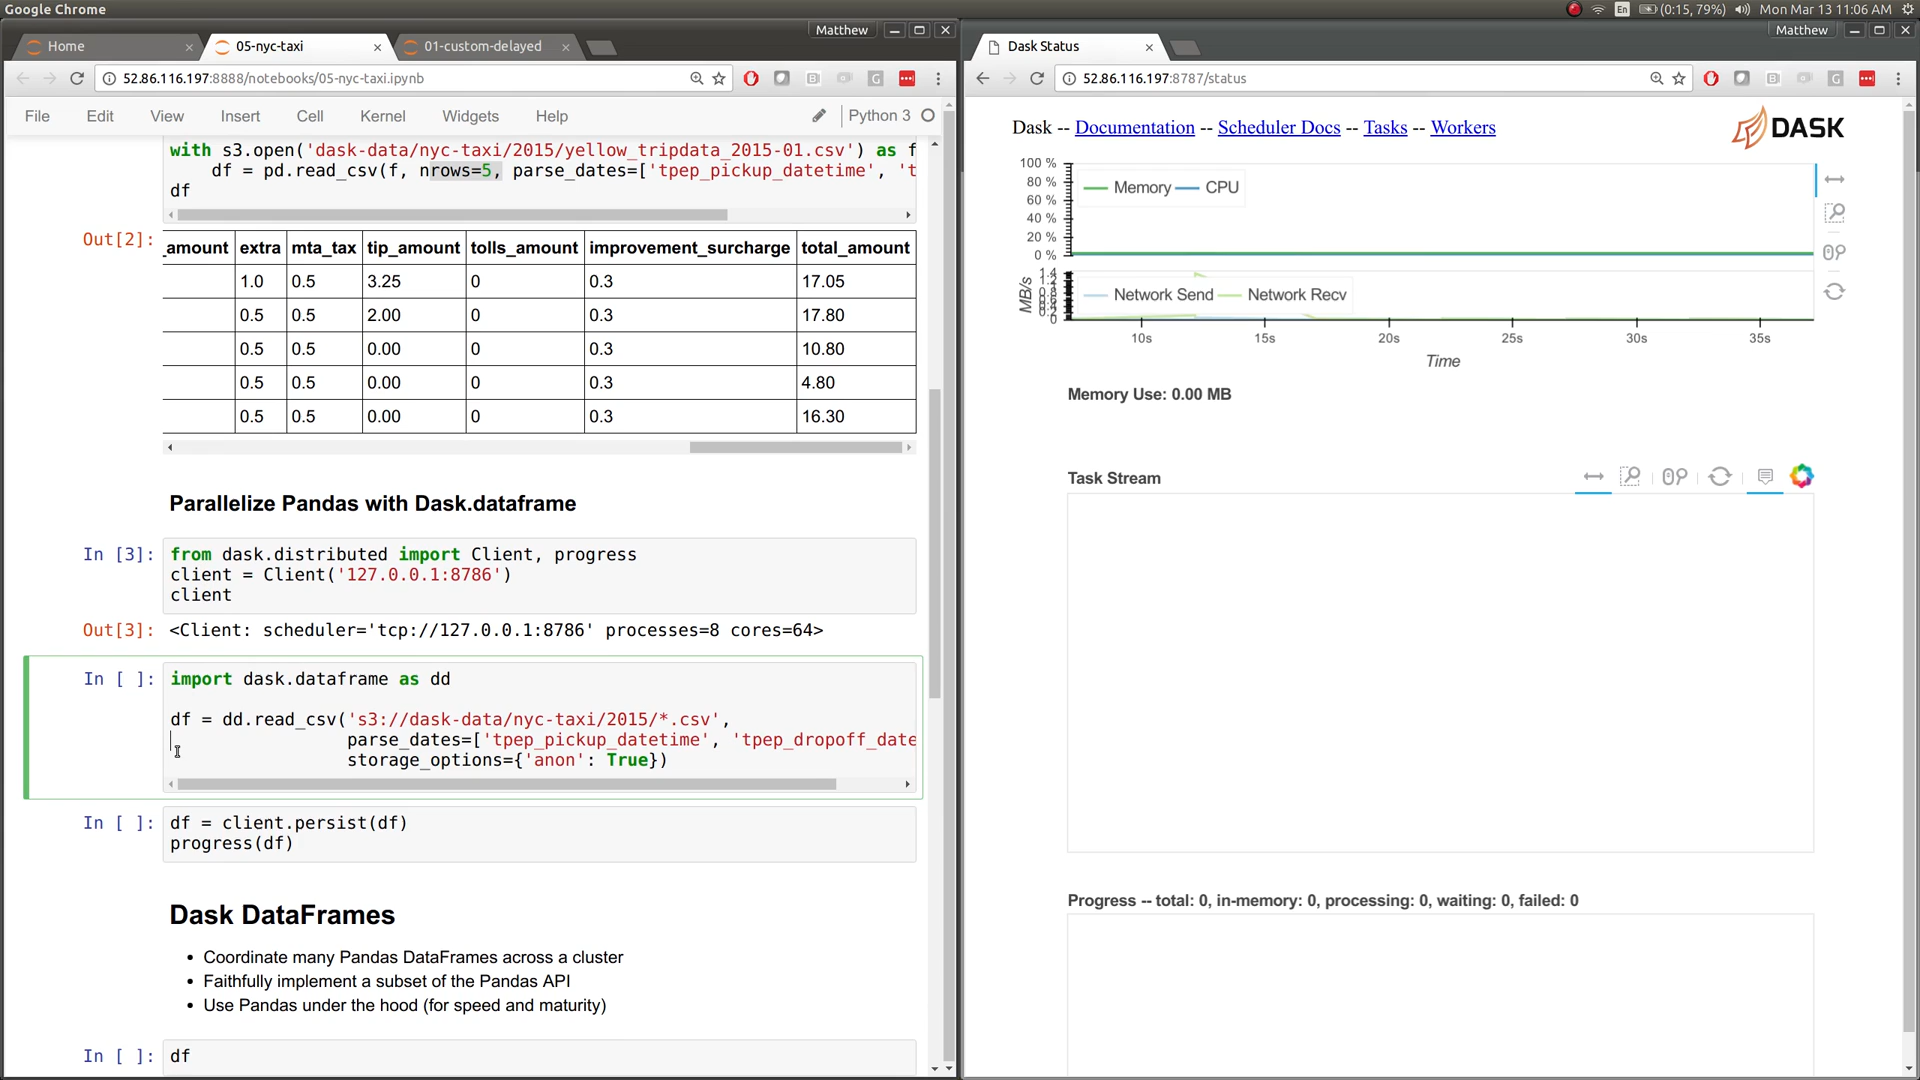 Google Chrome
En
(0:15, 79%)
Mon Mar 13 11:06 AM
Home
05-nyc-taxi
01-custom-delayed
Matthew
52.86.116.197:8888/notebooks/05-nyc-taxi.ipynb
File Edit View Insert Cell Kernel Widgets Help
Python 3
with s3.open('dask-data/nyc-taxi/2015/yellow_tripdata_2015-01.csv') as f
df = pd.read_csv(f, nrows=5, parse_dates=['tpep_pickup_datetime', 't
df
Out[2]:
_amount extra mta_tax tip_amount tolls_amount improvement_surcharge total_amount
1.0 0.5 3.25 0 0.3 17.05
0.5 0.5 2.00 0 0.3 17.80
0.5 0.5 0.00 0 0.3 10.80
0.5 0.5 0.00 0 0.3 4.80
0.5 0.5 0.00 0 0.3 16.30
Parallelize Pandas with Dask.dataframe
In [3]:
from dask.distributed import Client, progress
client = Client('127.0.0.1:8786')
client
Out[3]: <Client: scheduler='tcp://127.0.0.1:8786' processes=8 cores=64>
In [ ]:
import dask.dataframe as dd
df = dd.read_csv('s3://dask-data/nyc-taxi/2015/*.csv',
parse_dates=['tpep_pickup_datetime', 'tpep_dropoff_date
storage_options={'anon': True})
In [ ]:
df = client.persist(df)
progress(df)
Dask DataFrames
• Coordinate many Pandas DataFrames across a cluster
• Faithfully implement a subset of the Pandas API
• Use Pandas under the hood (for speed and maturity)
In [ ]: df
Dask Status
Matthew
52.86.116.197:8787/status
Dask -- Documentation -- Scheduler Docs -- Tasks -- Workers
DASK
100 %
80 %
60 %
40 %
20 %
0 %
Memory CPU
MB/s
1.4
0
Network Send Network Recv
10s 15s 20s 25s 30s 35s
Time
Memory Use: 0.00 MB
Task Stream
Progress -- total: 0, in-memory: 0, processing: 0, waiting: 0, failed: 0